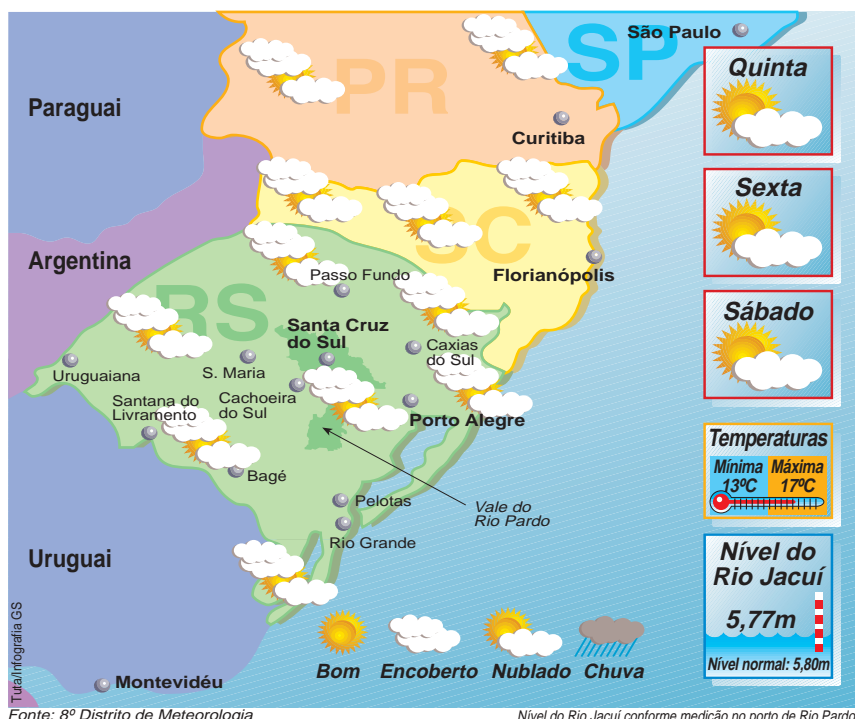 São Paulo
SP
PR
Paraguai
Curitiba
Quinta
Sexta
SC
Argentina
Florianópolis
Passo Fundo
RS
Santa Cruz
do Sul
Caxias
do Sul
Sábado
Uruguaiana
S. Maria
Cachoeira
do Sul
Santana do
Livramento
Porto Alegre
Bagé
Pelotas
Vale do
Rio Pardo
Rio Grande
Temperaturas
Mínima Máxima
13ºC 17ºC
Uruguai
Nível do
Rio Jacuí
5,77m
Nível normal: 5,80m
Bom Encoberto Nublado Chuva
Montevidéu
Tuta/Infografia GS
Fonte: 8º Distrito de Meteorologia
Nível do Rio Jacuí conforme medição no porto de Rio Pardo